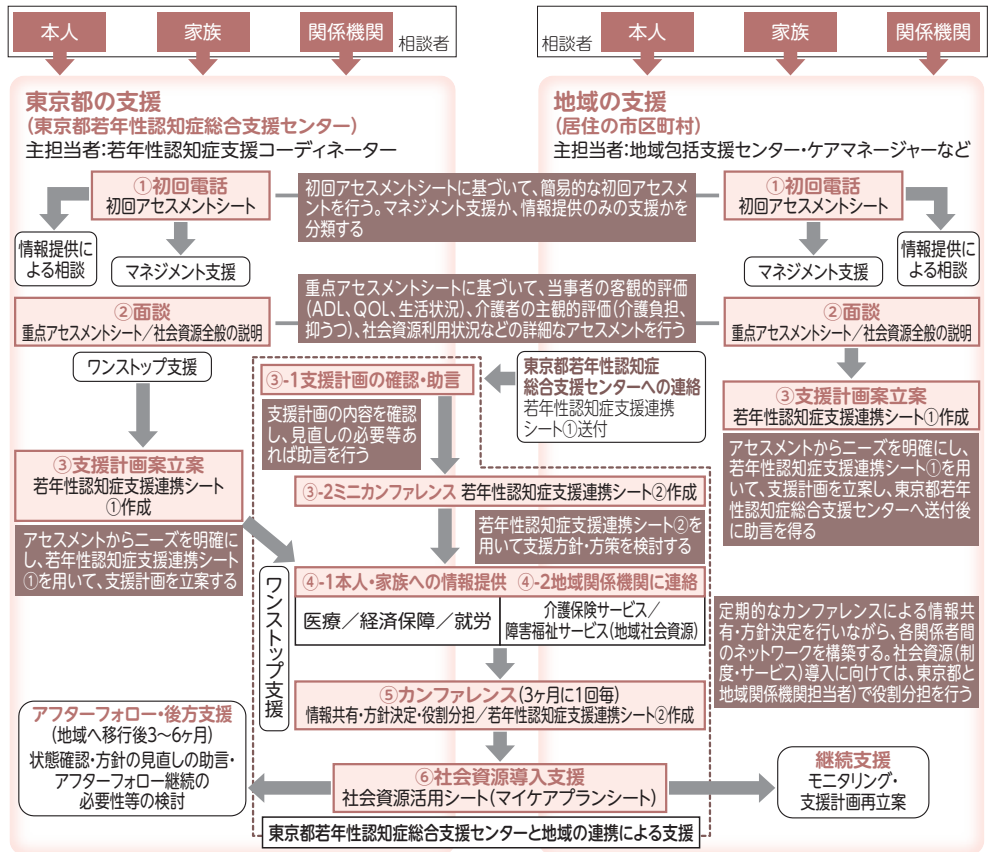 本人
家族
関係機関
相談者
相談者
本人
家族
関係機関
東京都の支援
(東京都若年性認知症総合支援センター)
主担当者:若年性認知症支援コーディネーター
地域の支援
(居住の市区町村)
主担当者:地域包括支援センター・ケアマネージャーなど
①初回電話
初回アセスメントシート
初回アセスメントシートに基づいて、簡易的な初回アセスメ
ントを行う。マネジメント支援か、情報提供のみの支援かを
分類する
①初回電話
初回アセスメントシート
情報提供に
よる相談
マネジメント支援
マネジメント支援
情報提供に
よる相談
②面談
重点アセスメントシート/社会資源全般の説明
重点アセスメントシートに基づいて、当事者の客観的評価
(ADL、QOL、生活状況)、介護者の主観的評価(介護負担、
抑うつ)、社会資源利用状況などの詳細なアセスメントを行う
②面談
重点アセスメントシート/社会資源全般の説明
ワンストップ支援
③-1支援計画の確認・助言
東京都若年性認知症
総合支援センターへの連絡
若年性認知症支援連携
シート①送付
③支援計画案立案
若年性認知症支援連携シート①作成
支援計画の内容を確認
し、見直しの必要等あ
れば助言を行う
アセスメントからニーズを明確にし、
若年性認知症支援連携シート①を用
いて、支援計画を立案し、東京都若年
性認知症総合支援センターへ送付後
に助言を得る
③支援計画案立案
若年性認知症支援連携シート
①作成
③-2ミニカンファレンス 若年性認知症支援連携シート②作成
アセスメントからニーズを明確に
し、若年性認知症支援連携シート
①を用いて、支援計画を立案する
若年性認知症支援連携シート②を
用いて支援方針・方策を検討する
ワンストップ支援
④-1本人・家族への情報提供 ④-2地域関係機関に連絡
医療/経済保障/就労
介護保険サービス/
障害福祉サービス(地域社会資源)
定期的なカンファレンスによる情報共
有・方針決定を行いながら、各関係者間
のネットワークを構築する。社会資源(制
度・サービス)導入に向けては、東京都と
地域関係機関担当者)で役割分担を行う
⑤カンファレンス(3ヶ月に1回毎)
情報共有・方針決定・役割分担/若年性認知症支援連携シート②作成
アフターフォロー・後方支援
(地域へ移行後3~6ヶ月)
状態確認・方針の見直しの助言・
アフターフォロー継続の
必要性等の検討
⑥社会資源導入支援
社会資源活用シート(マイケアプランシート)
継続支援
モニタリング・
支援計画再立案
東京都若年性認知症総合支援センターと地域の連携による支援